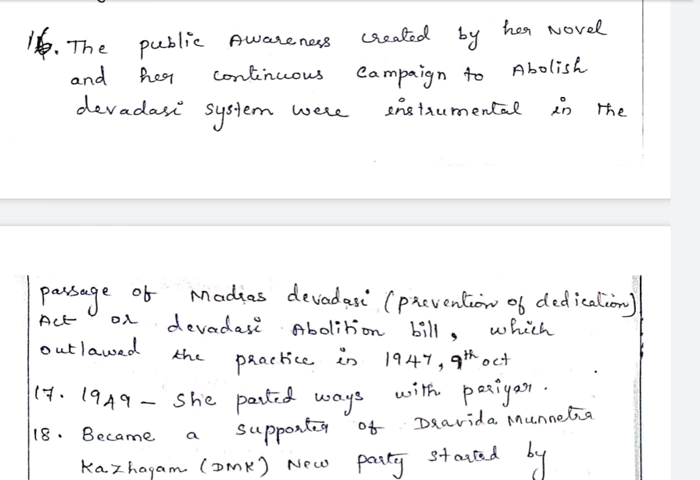 16. The public Awareness created by her Novel
and her continuous Campaign to Abolish
devadasi system were instrumental in the
passage of Madras devadasi (prevention of dedication)
Act or devadasi Abolition bill, which
outlawed the practice in 1947, 9th oct
17. 1949 - She parted ways with periyar.
18. Became a supporter of Dravida Munnetra
Kazhagam (DMK) New party started by